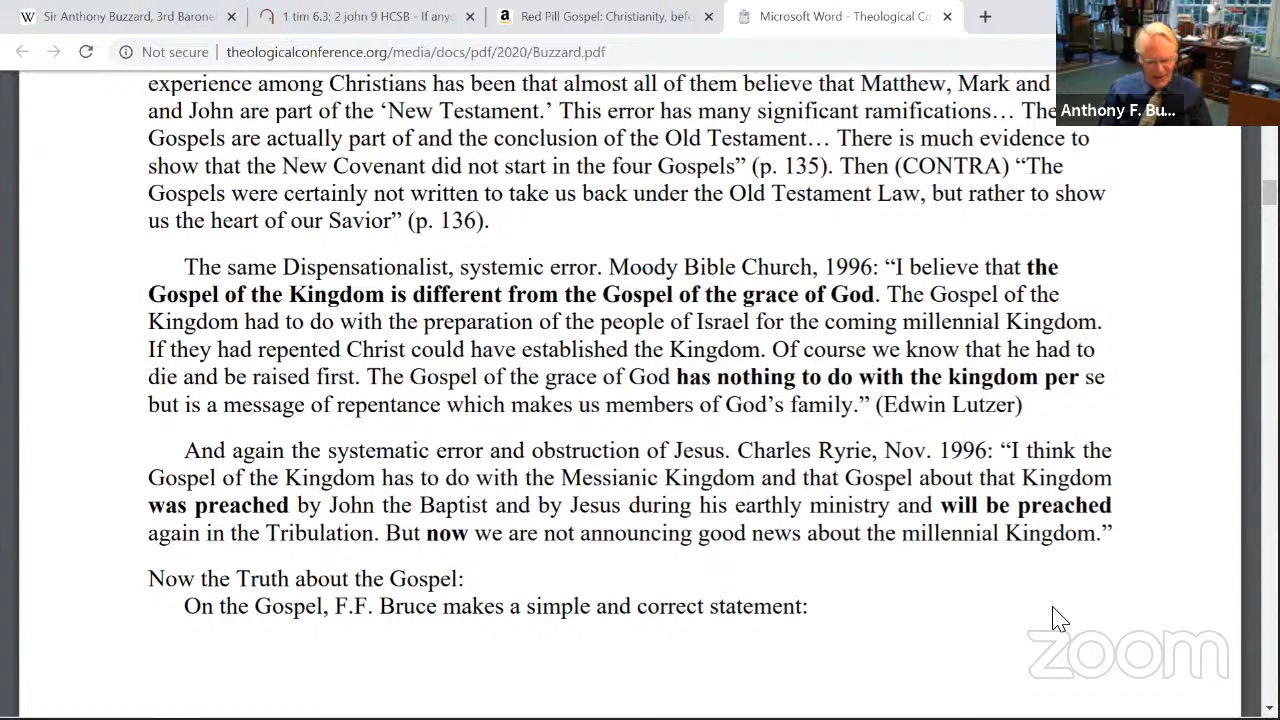 Sir Anthony Buzzard, 3rd Barone
1 tim 6.3; 2 john 9 HCSB - If any
Red Pill Gospel: Christianity, bef
Microsoft Word - Theological Co
Not secure | theologicalconference.org/media/docs/pdf/2020/Buzzard.pdf
Anthony F. Bu...
experience among Christians has been that almost all of them believe that Matthew, Mark and
and John are part of the ‘New Testament.’ This error has many significant ramifications… The
Gospels are actually part of and the conclusion of the Old Testament… There is much evidence to
show that the New Covenant did not start in the four Gospels” (p. 135). Then (CONTRA) “The
Gospels were certainly not written to take us back under the Old Testament Law, but rather to show
us the heart of our Savior” (p. 136).
The same Dispensationalist, systemic error. Moody Bible Church, 1996: “I believe that the
Gospel of the Kingdom is different from the Gospel of the grace of God. The Gospel of the
Kingdom had to do with the preparation of the people of Israel for the coming millennial Kingdom.
If they had repented Christ could have established the Kingdom. Of course we know that he had to
die and be raised first. The Gospel of the grace of God has nothing to do with the kingdom per se
but is a message of repentance which makes us members of God’s family.” (Edwin Lutzer)
And again the systematic error and obstruction of Jesus. Charles Ryrie, Nov. 1996: “I think the
Gospel of the Kingdom has to do with the Messianic Kingdom and that Gospel about that Kingdom
was preached by John the Baptist and by Jesus during his earthly ministry and will be preached
again in the Tribulation. But now we are not announcing good news about the millennial Kingdom.”
Now the Truth about the Gospel:
On the Gospel, F.F. Bruce makes a simple and correct statement:
zoom